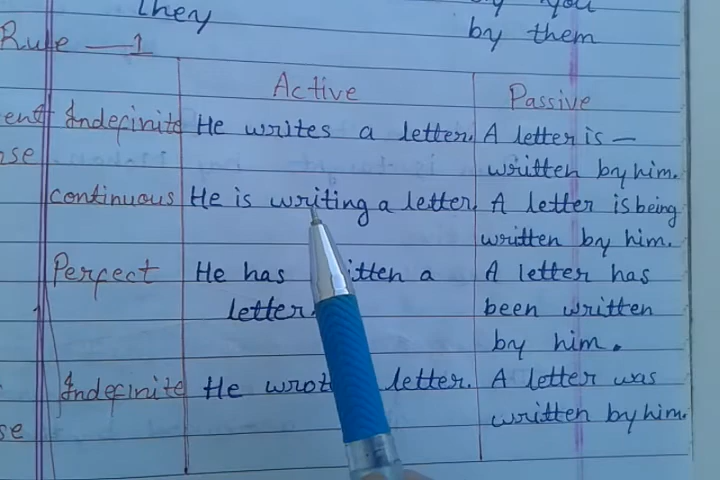 they
by you
by them
Rule — 1
Active Passive
Indefinite He writes a letter. A letter is —
written by him.
continuous He is writing a letter. A letter is being
written by him.
Perfect He has a A letter has
letter. been written
by him.
Indefinite He letter. A letter was
written by him.